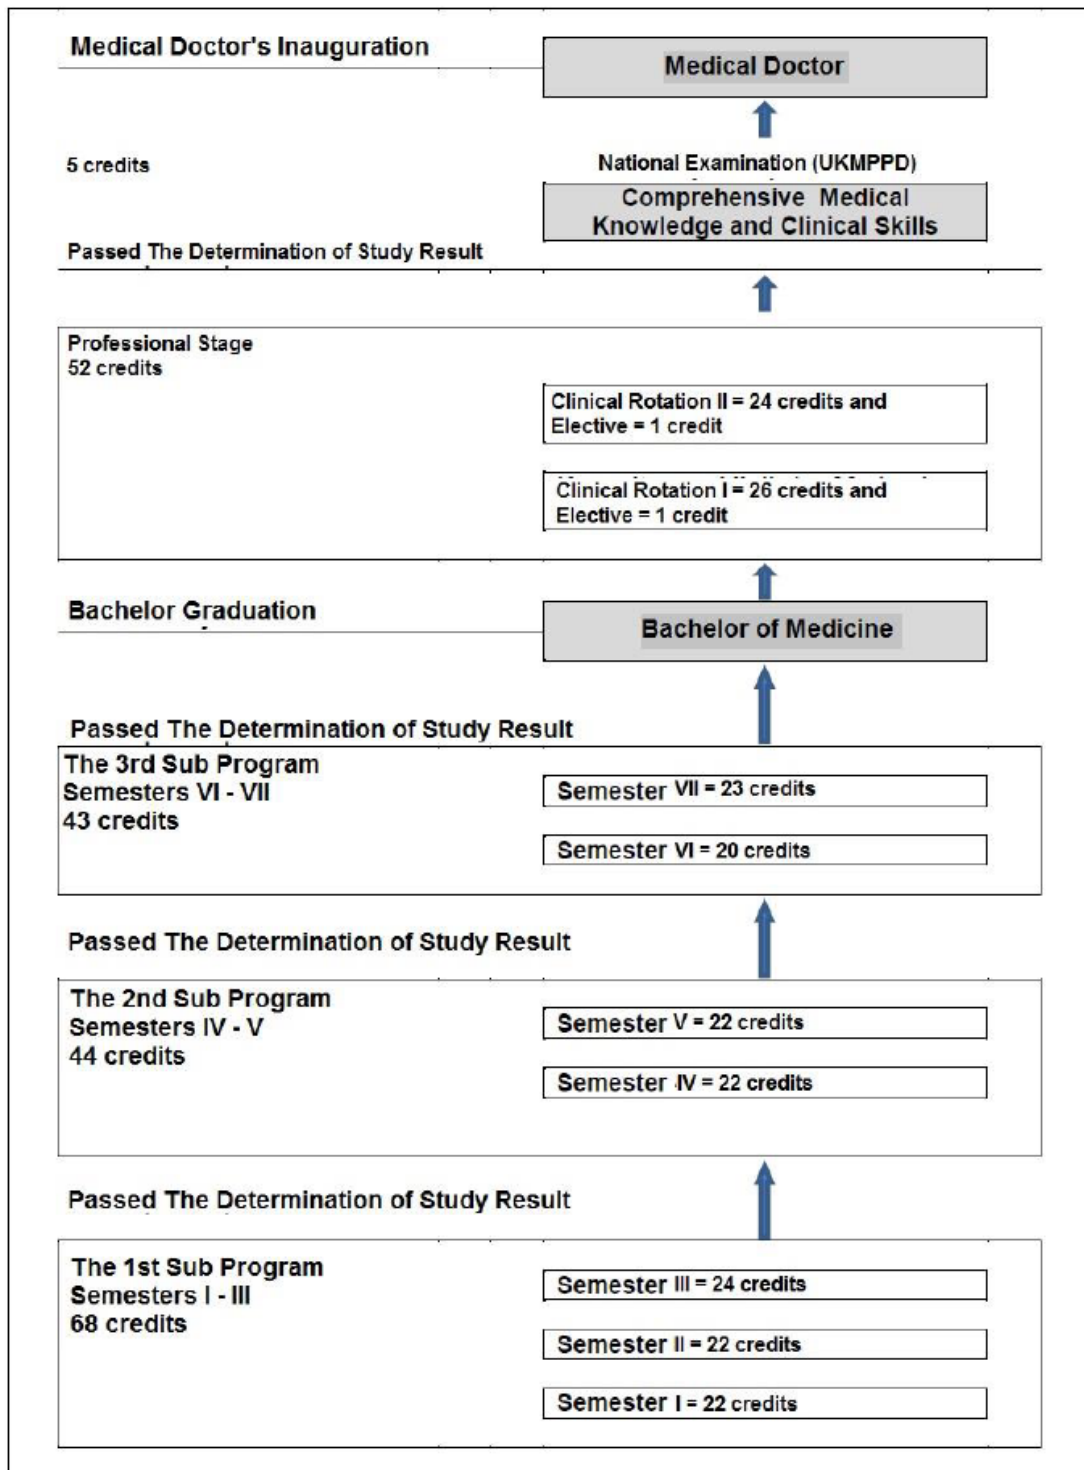 Medical Doctor's Inauguration
Medical Doctor
5 credits
National Examination (UKMPPD)
Comprehensive Medical
Knowledge and Clinical Skills
Passed The Determination of Study Result
Professional Stage
52 credits
Clinical Rotation II = 24 credits and
Elective = 1 credit
Clinical Rotation I = 26 credits and
Elective = 1 credit
Bachelor Graduation
Bachelor of Medicine
Passed The Determination of Study Result
The 3rd Sub Program
Semesters VI - VII
43 credits
Semester VII = 23 credits
Semester VI = 20 credits
Passed The Determination of Study Result
The 2nd Sub Program
Semesters IV - V
44 credits
Semester V = 22 credits
Semester IV = 22 credits
Passed The Determination of Study Result
The 1st Sub Program
Semesters I - III
68 credits
Semester III = 24 credits
Semester II = 22 credits
Semester I = 22 credits